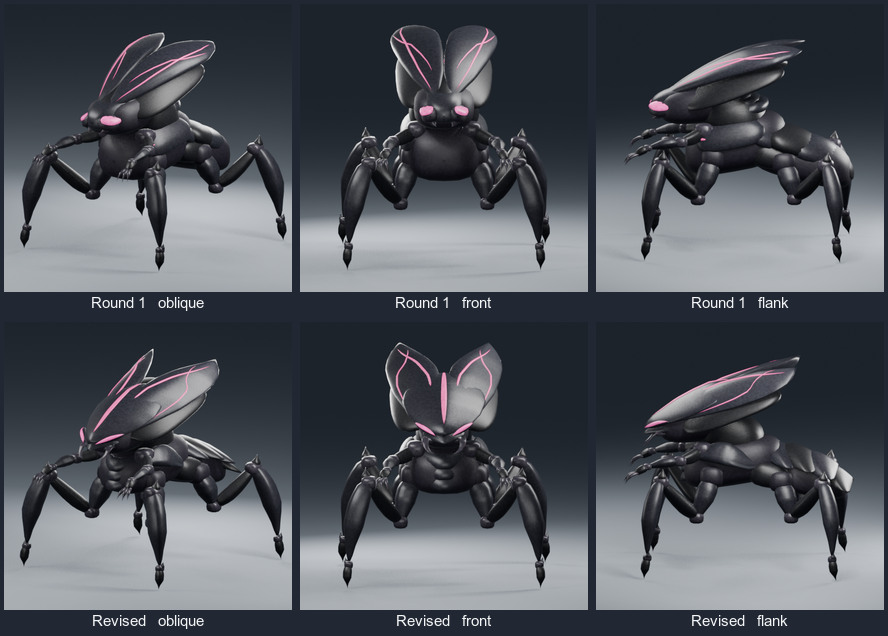 Round 1 oblique
Round 1 front
Round 1 flank
Revised oblique
Revised front
Revised flank